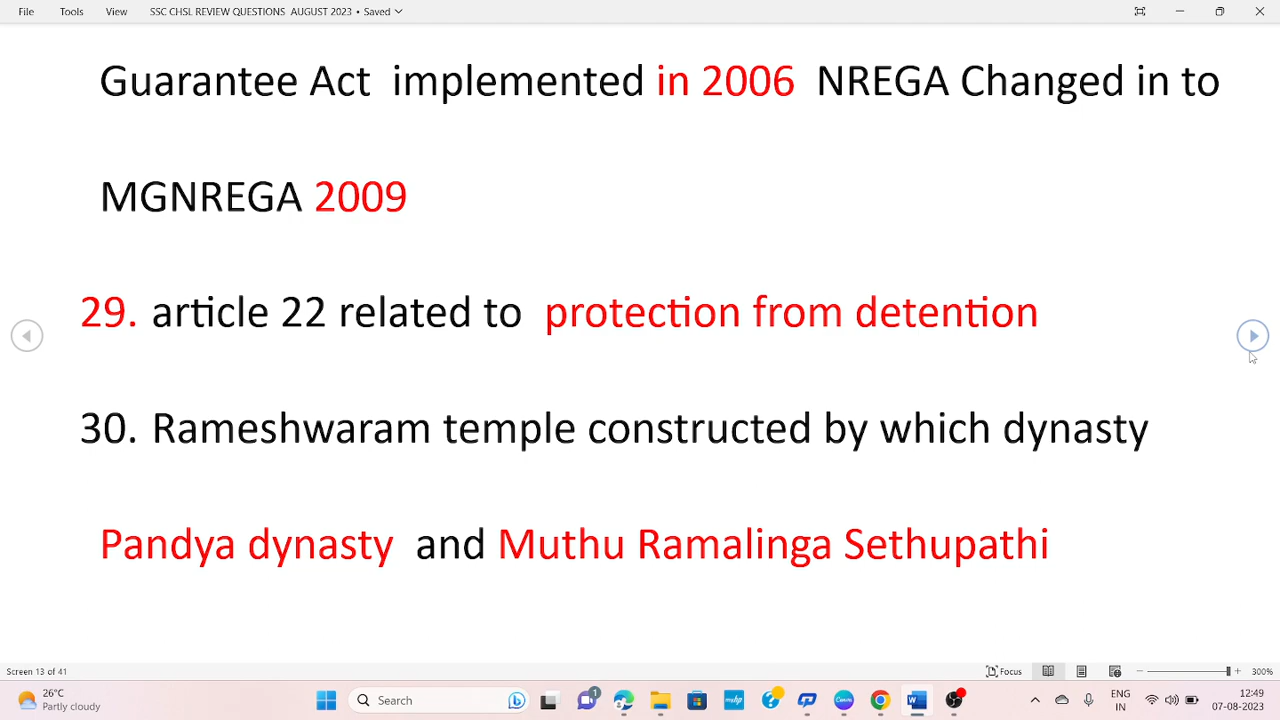 File Tools View SSC CHSL REVIEW QUESTIONS AUGUST 2023 • Saved
Guarantee Act implemented in 2006 NREGA Changed in to
MGNREGA 2009
29. article 22 related to protection from detention
30. Rameshwaram temple constructed by which dynasty
Pandya dynasty and Muthu Ramalinga Sethupathi
Screen 13 of 41 Focus 300%
26°C
Partly cloudy
Search
1
ENG
IN
12:49
07-08-2023